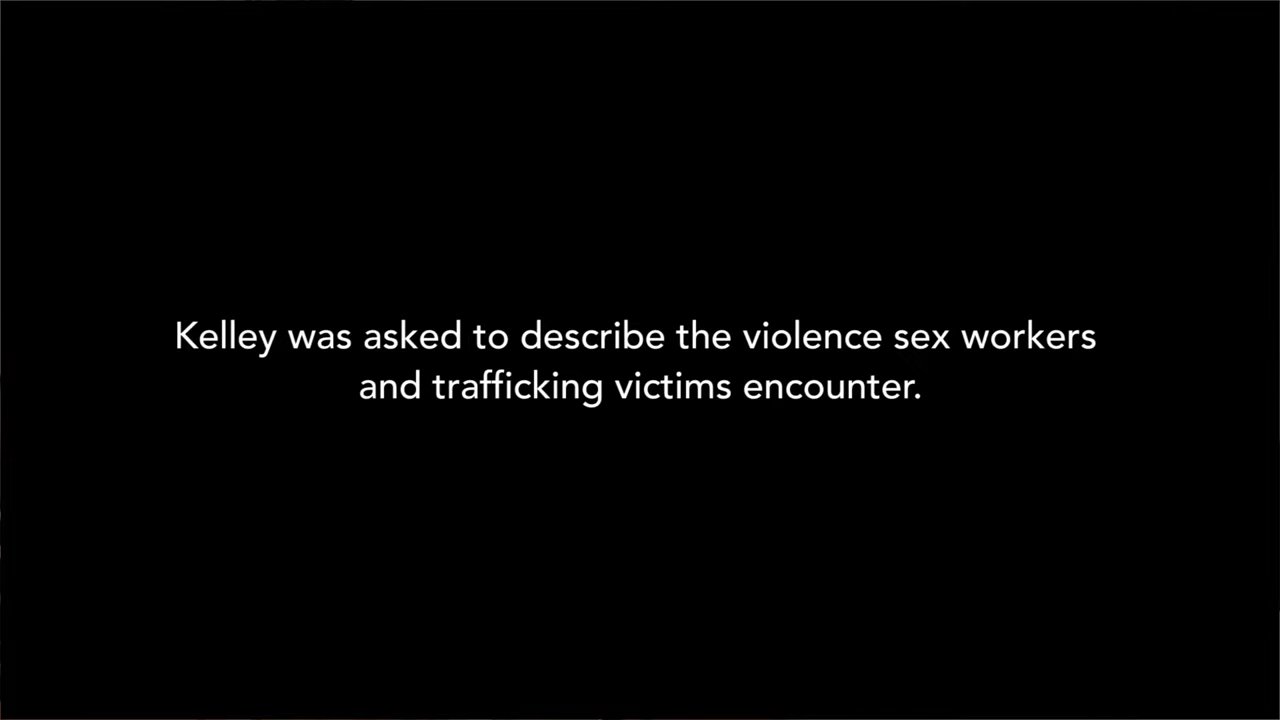 Kelley was asked to describe the violence sex workers
and trafficking victims encounter.